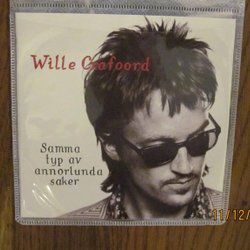 Wille Crafoord
Samma
typ av
annorlunda
saker
11/12/